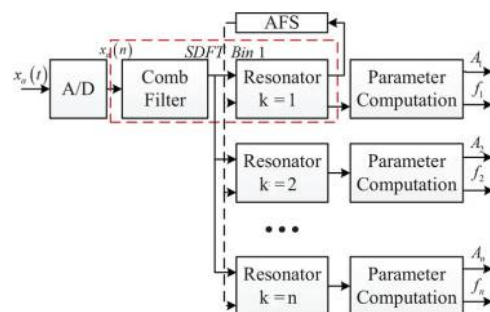 AFS
x_a(t)
A/D
x_a(n)
SDFT Bin 1
Comb
Filter
Resonator
k = 1
Parameter
Computation
A_1
f_1
Resonator
k = 2
Parameter
Computation
A_2
f_2
•••
Resonator
k = n
Parameter
Computation
A_n
f_n